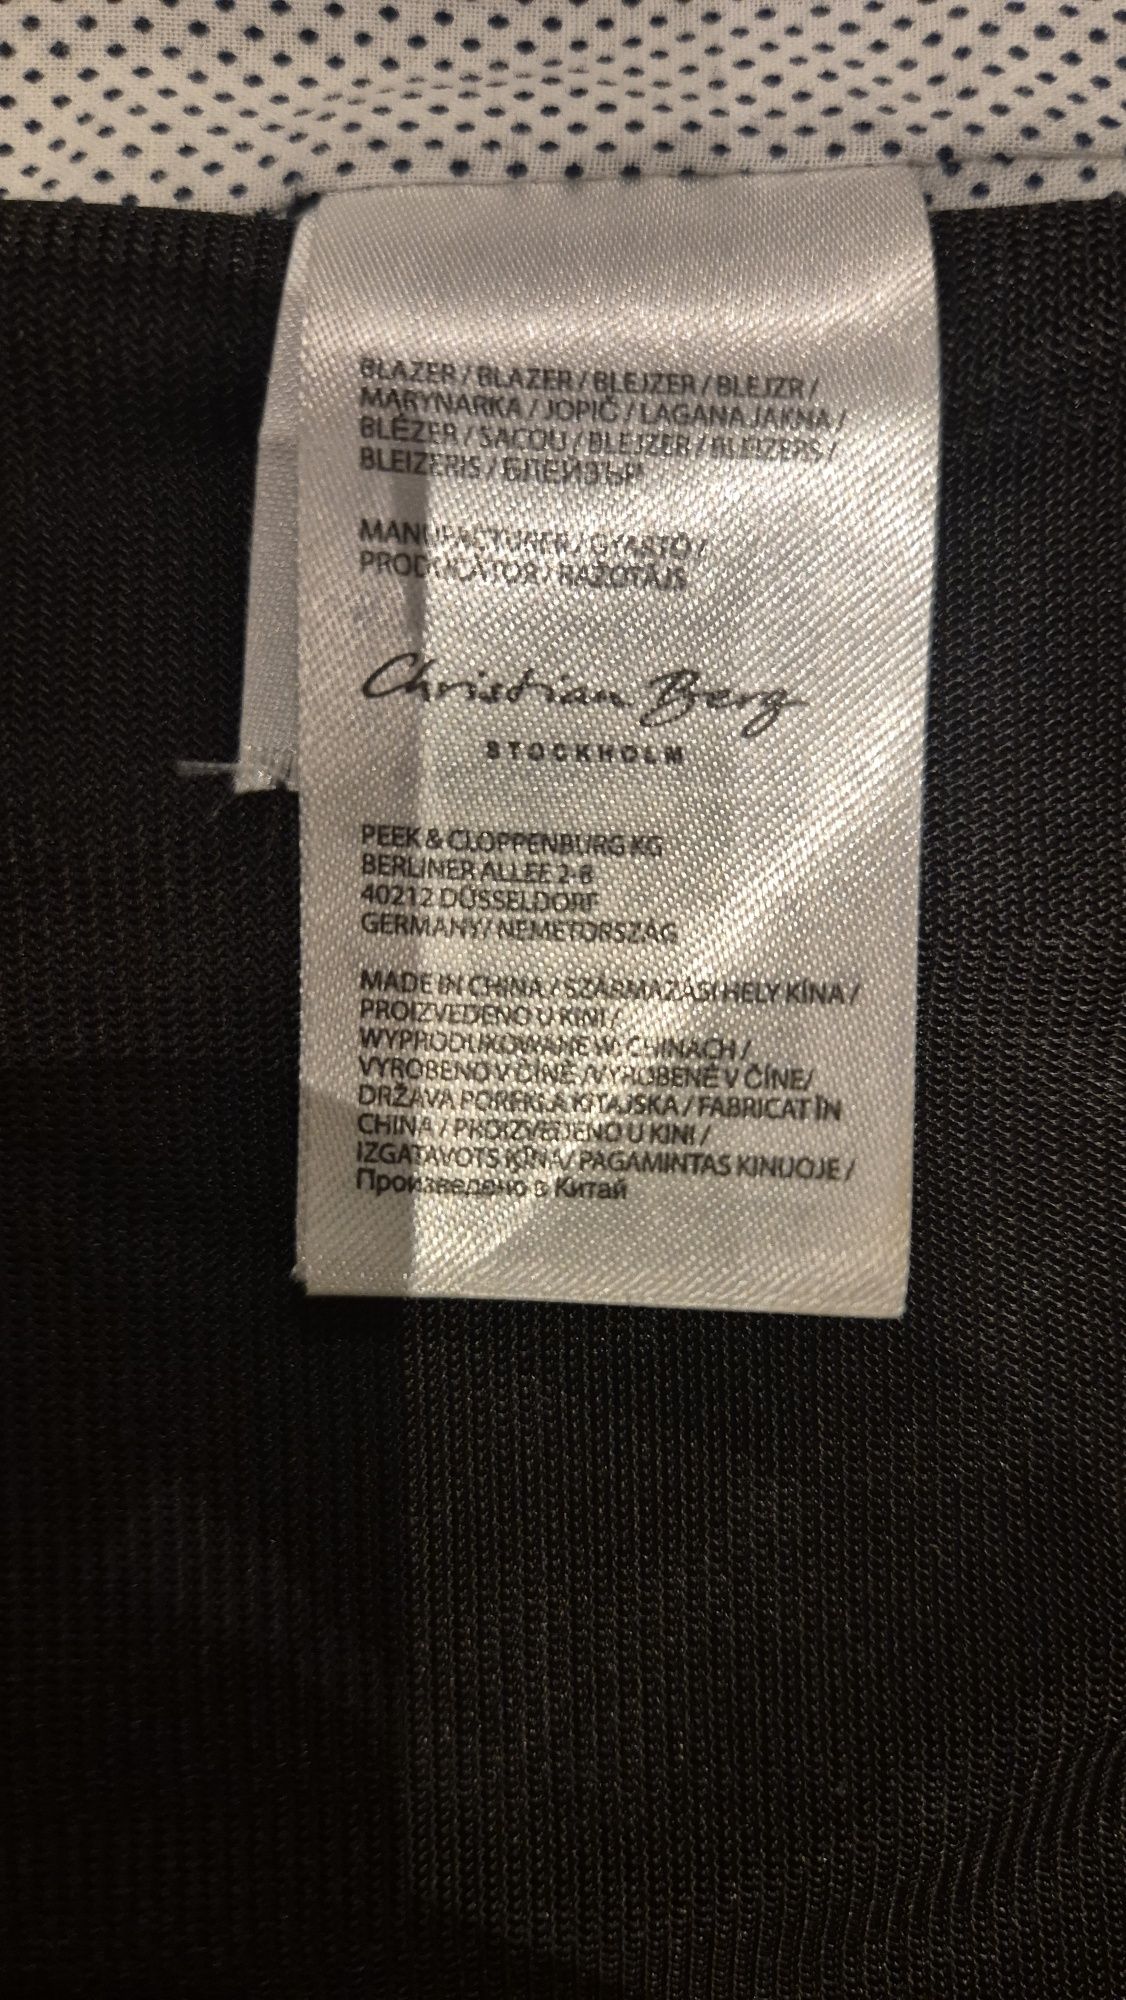 BLAZER / BLAZER / BLEJZER / BLEJZR /
MARYNARKA / JOPIČ / LAGANA JAKNA /
BLÉZER / SACOU / BLEJZER / BLEIZERS /
BLEIZERIS / БЛЕЙЗЪР
MANUFACTURER / GYÁRTÓ /
PRODUCĂTOR / RAŽOTĀJS
Christian Berg
STOCKHOLM
PEEK & CLOPPENBURG KG
BERLINER ALLEE 2-8
40212 DÜSSELDORF
GERMANY / NÉMETORSZÁG
MADE IN CHINA / SZÁRMAZÁSI HELY KÍNA /
PROIZVEDENO U KINI /
WYPRODUKOWANE W CHINACH /
VYROBENO V ČÍNĚ / VYROBENÉ V ČÍNE /
DRŽAVA POREKLA KITAJSKA / FABRICAT ÎN
CHINA / PROIZVEDENO U KINI /
IZGATAVOTS ĶĪNĀ / PAGAMINTAS KINIJOJE /
Произведено в Китай